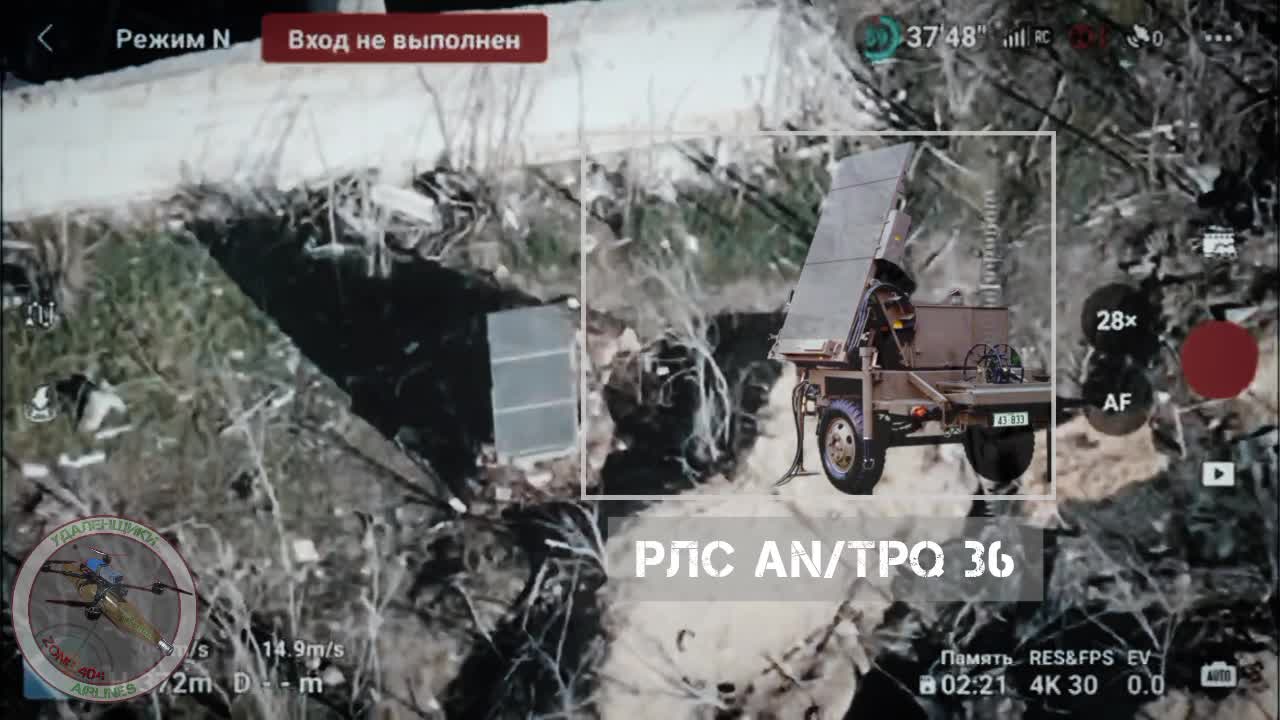 Режим N
Вход не выполнен
37'48"
RC
0
28×
AF
43-833
РЛС AN/TPQ 36
УДАЛЕНЩИКИ
ZONE 404
AIRLINES
14.9m/s
D -- m
Память RES&FPS EV
02:21 4K 30 0.0
AUTO